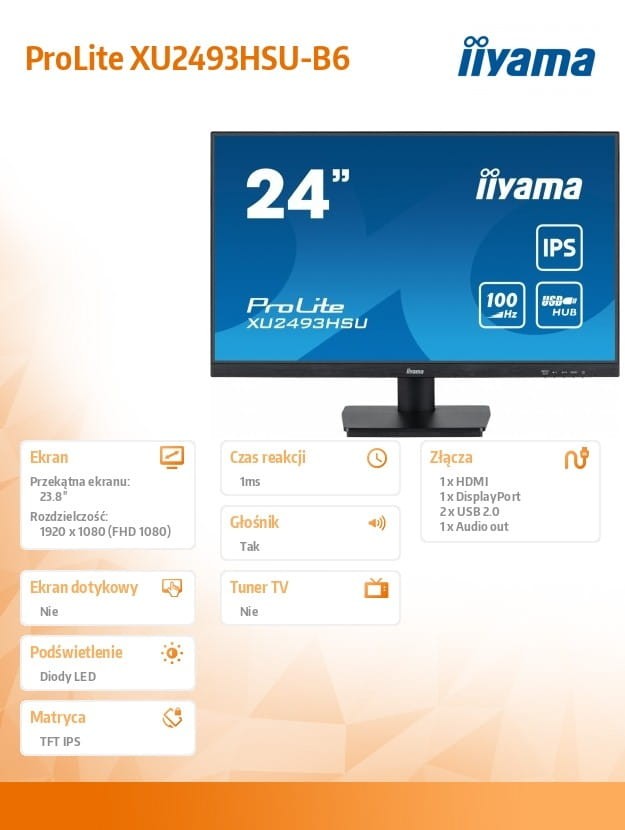 ProLite XU2493HSU-B6
iiyama
24”
iiyama
IPS
100
Hz
USB
HUB
ProLite
XU2493HSU
iiyama
Ekran
Przekątna ekranu:
23.8"
Rozdzielczość:
1920 x 1080 (FHD 1080)
Czas reakcji
1ms
Złącza
1 x HDMI
1 x DisplayPort
2 x USB 2.0
1 x Audio out
Głośnik
Tak
Ekran dotykowy
Nie
Tuner TV
Nie
Podświetlenie
Diody LED
Matryca
TFT IPS